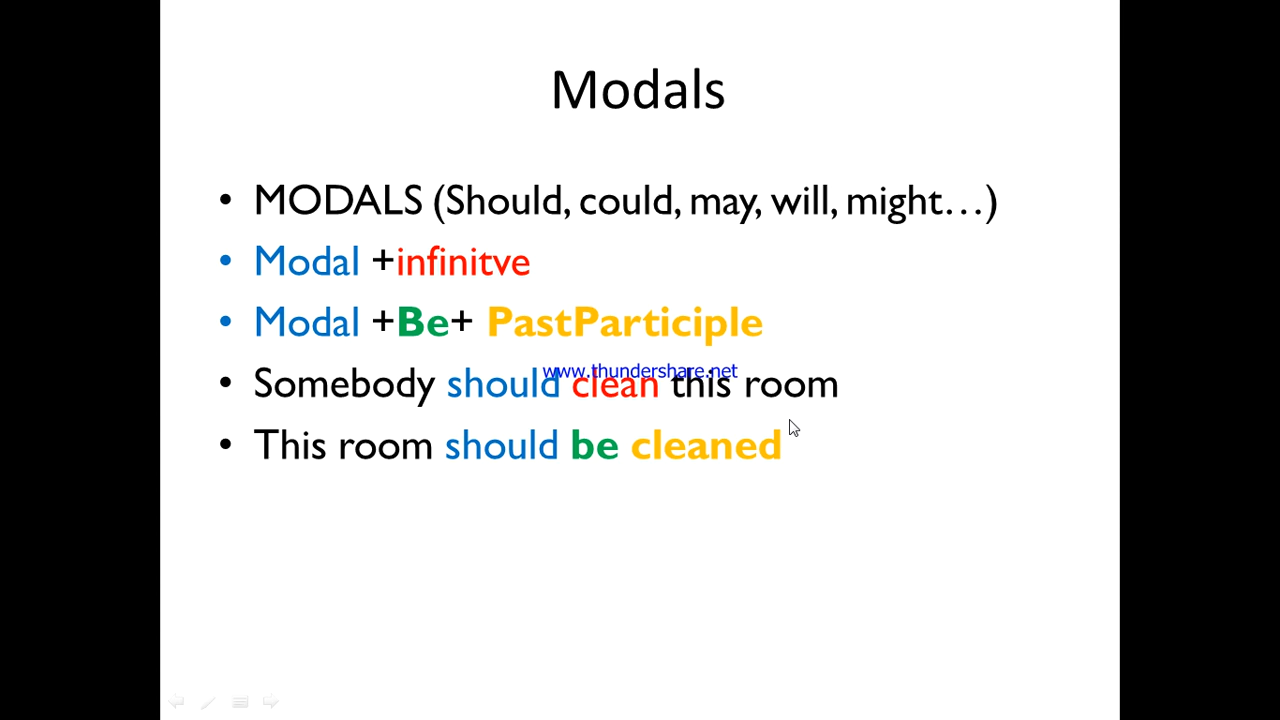 Modals
• MODALS (Should, could, may, will, might…)
• Modal +infinitve
• Modal +Be+ PastParticiple
www.thundershare.net
• Somebody should clean this room
• This room should be cleaned